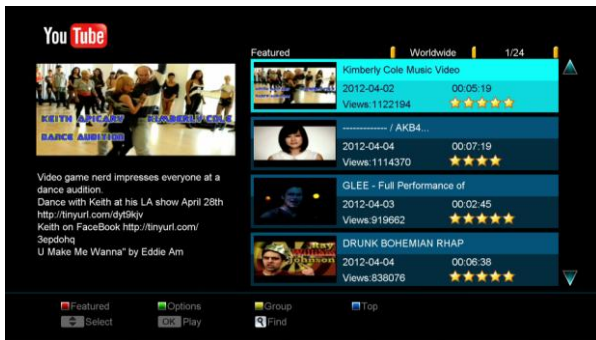 You Tube
Featured Worldwide 1/24
KEITH APICARY KIMBERLY COLE
DANCE AUDITION
Video game nerd impresses everyone at a
dance audition.
Dance with Keith at his LA show April 28th
http://tinyurl.com/dyt9kjv
Keith on FaceBook http://tinyurl.com/
3epdohq
U Make Me Wanna" by Eddie Am
Kimberly Cole Music Video
2012-04-02 00:05:19
Views:1122194
------------- / AKB4...
2012-04-04 00:07:19
Views:1114370
GLEE - Full Performance of
2012-04-03 00:02:45
Views:919662
DRUNK BOHEMIAN RHAP
2012-04-04 00:06:38
Views:838076
Featured Options Group Top
Select OK Play Find